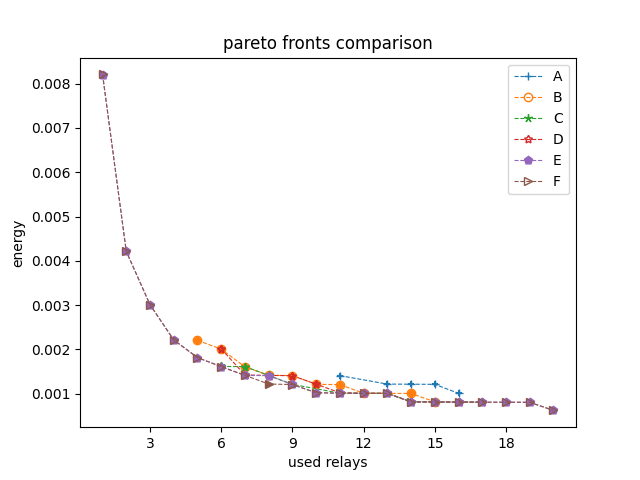 pareto fronts comparison
A
B
C
D
E
F
0.008
0.007
0.006
0.005
0.004
0.003
0.002
0.001
energy
3 6 9 12 15 18
used relays